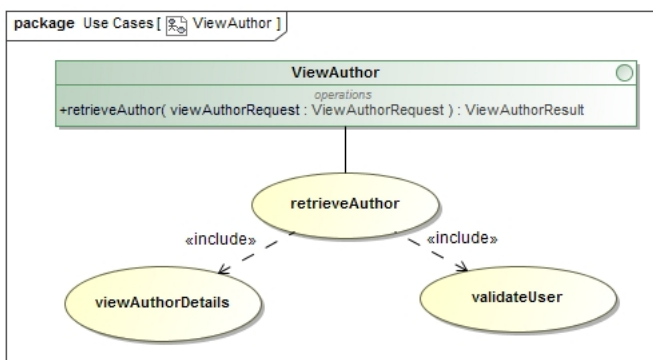 package Use Cases [ ViewAuthor ]
ViewAuthor
operations
+retrieveAuthor( viewAuthorRequest : ViewAuthorRequest ) : ViewAuthorResult
retrieveAuthor
«include» «include»
viewAuthorDetails validateUser